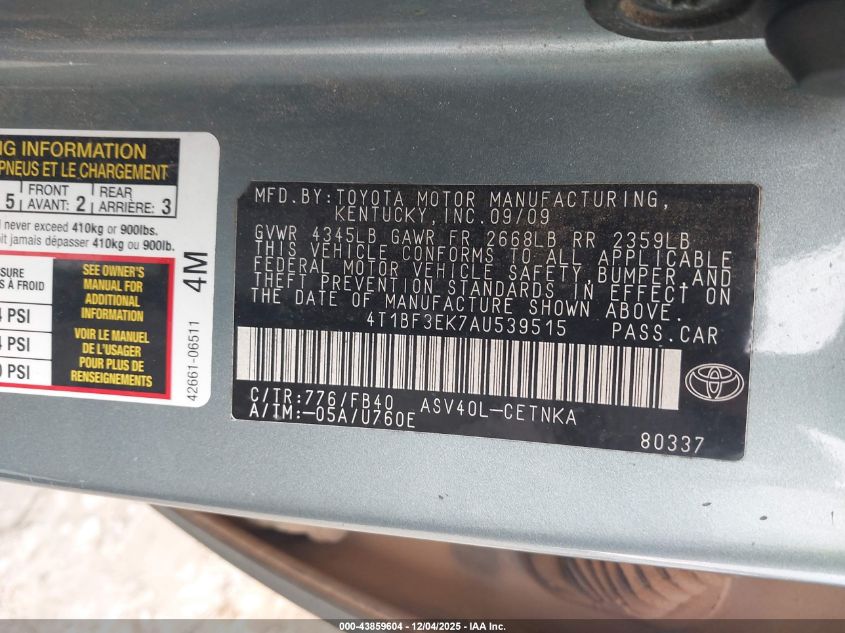 NG INFORMATION
PNEUS ET LE CHARGEMENT
5 FRONT AVANT: 2 REAR ARRIÈRE: 3
never exceed 410kg or 900lbs.
jamais dépasser 410kg ou 900lb.
À FROID
PSI
PSI
PSI
SEE OWNER'S
MANUAL FOR
ADDITIONAL
INFORMATION
VOIR LE MANUEL
DE L'USAGER
POUR PLUS DE
RENSEIGNEMENTS
4M
42661-06511
MFD.BY:TOYOTA MOTOR MANUFACTURING,
KENTUCKY,INC.09/09
GVWR 4345LB GAWR FR 2668LB RR 2359LB
THIS VEHICLE CONFORMS TO ALL APPLICABLE
FEDERAL MOTOR VEHICLE SAFETY, BUMPER,AND
THEFT PREVENTION STANDARDS IN EFFECT ON
THE DATE OF MANUFACTURE SHOWN ABOVE.
4T1BF3EK7AU539515 PASS.CAR
C/TR:776/FB40 ASV40L-CETNKA
A/TM:-05A/U760E
80337
000-43859604 - 12/04/2025 - IAA Inc.